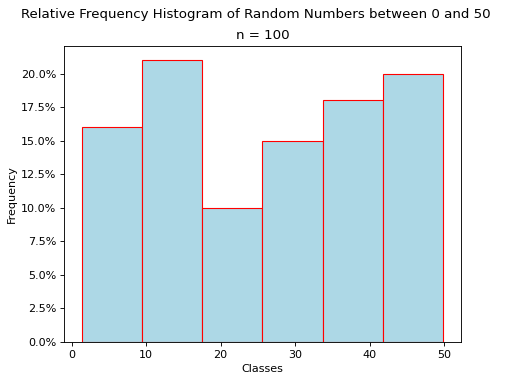 Relative Frequency Histogram of Random Numbers between 0 and 50
n = 100
20.0%
17.5%
15.0%
12.5%
10.0%
7.5%
5.0%
2.5%
0.0%
Frequency
0 10 20 30 40 50
Classes